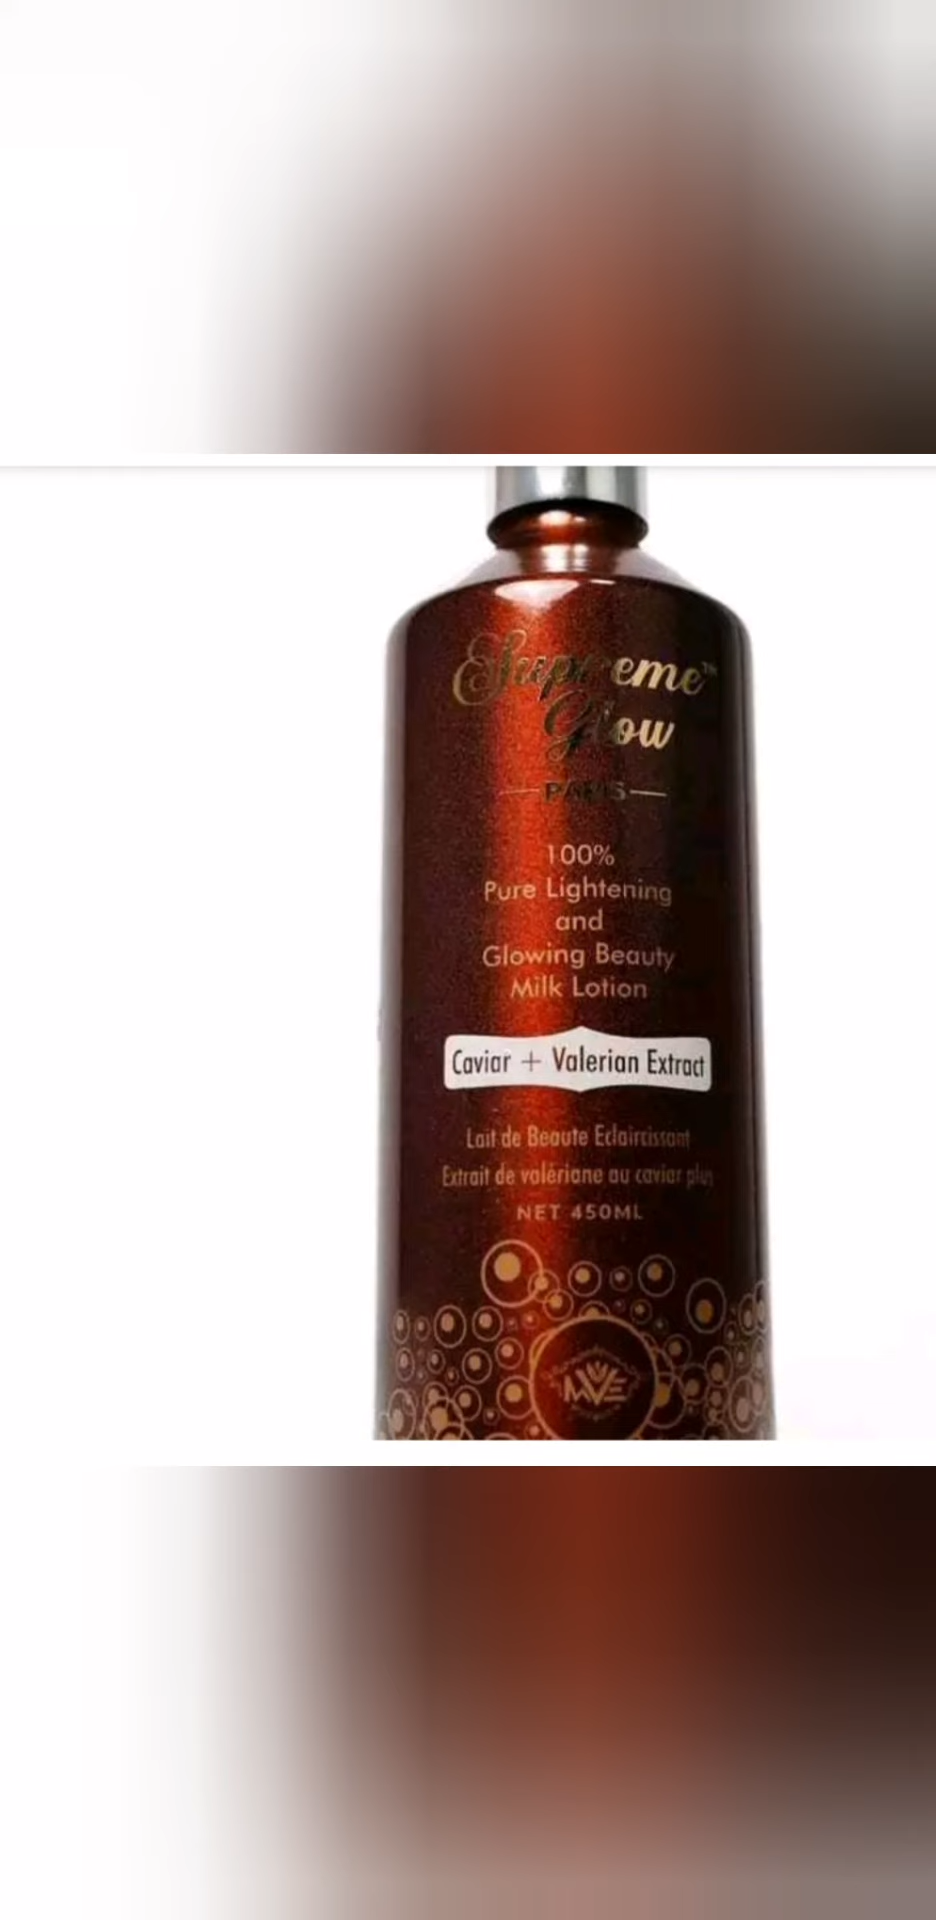 Supreme™
Glow
PARIS
100%
Pure Lightening
and
Glowing Beauty
Milk Lotion
Caviar + Valerian Extract
Lait de Beaute Eclaircissant
Extrait de valériane au caviar plus
NET 450ML
MVE